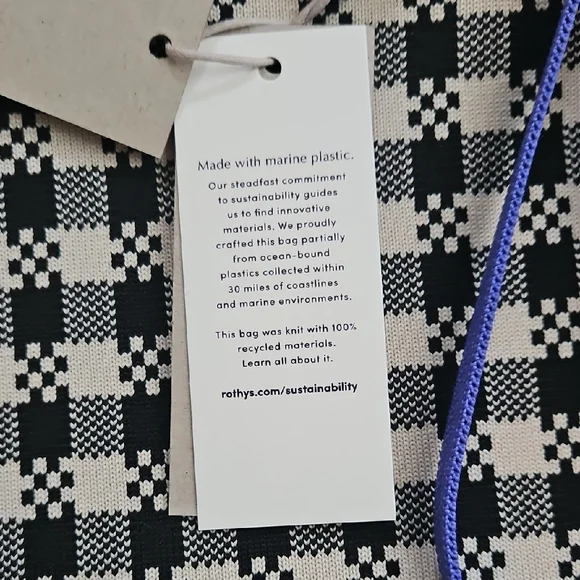 Made with marine plastic.
Our steadfast commitment
to sustainability guides
us to find innovative
materials. We proudly
crafted this bag partially
from ocean-bound
plastics collected within
30 miles of coastlines
and marine environments.
This bag was knit with 100%
recycled materials.
Learn all about it.
rothys.com/sustainability